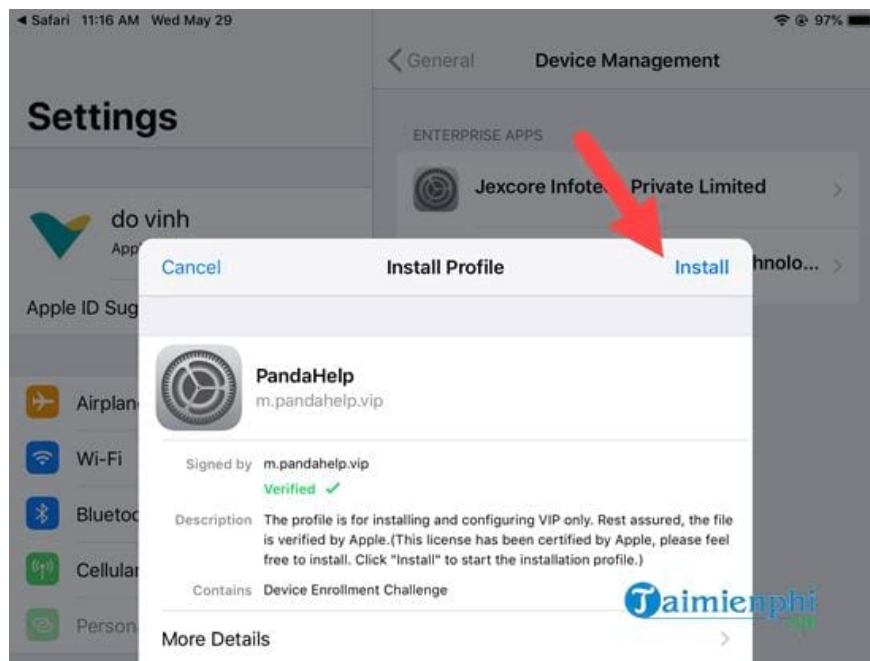 ◀ Safari 11:16 AM Wed May 29 97%
General Device Management
Settings
ENTERPRISE APPS
Jexcore Infote Private Limited
do vinh
App
hnolo...
Cancel Install Profile Install
Apple ID Sug
PandaHelp
m.pandahelp.vip
Airplan
Wi-Fi
Signed by m.pandahelp.vip
Verified ✓
Bluetoo
Description The profile is for installing and configuring VIP only. Rest assured, the file
is verified by Apple.(This license has been certified by Apple, please feel
free to install. Click "Install" to start the installation profile.)
Cellular
Contains Device Enrollment Challenge
Taimienphi
Person
More Details